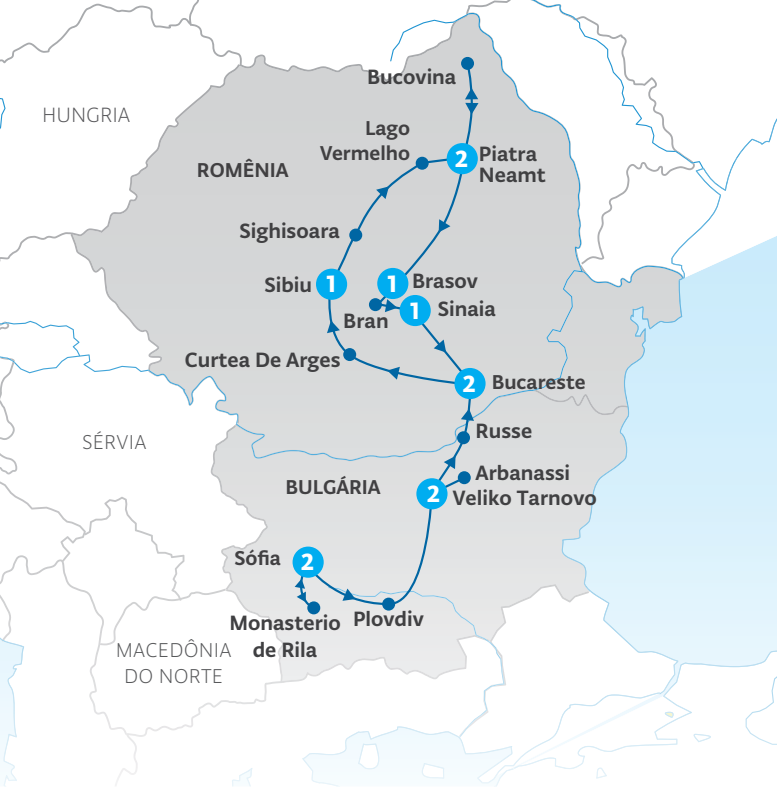 Bucovina
HUNGRIA
Lago
Vermelho
2
Piatra
Neamt
ROMÊNIA
Sighisoara
Sibiu
1
1
Brasov
Bran
1
Sinaia
Curtea De Arges
2
Bucareste
Russe
SÉRVIA
Arbanassi
BULGÁRIA
2
Veliko Tarnovo
Sófia
2
Monasterio
de Rila
Plovdiv
MACEDÔNIA
DO NORTE